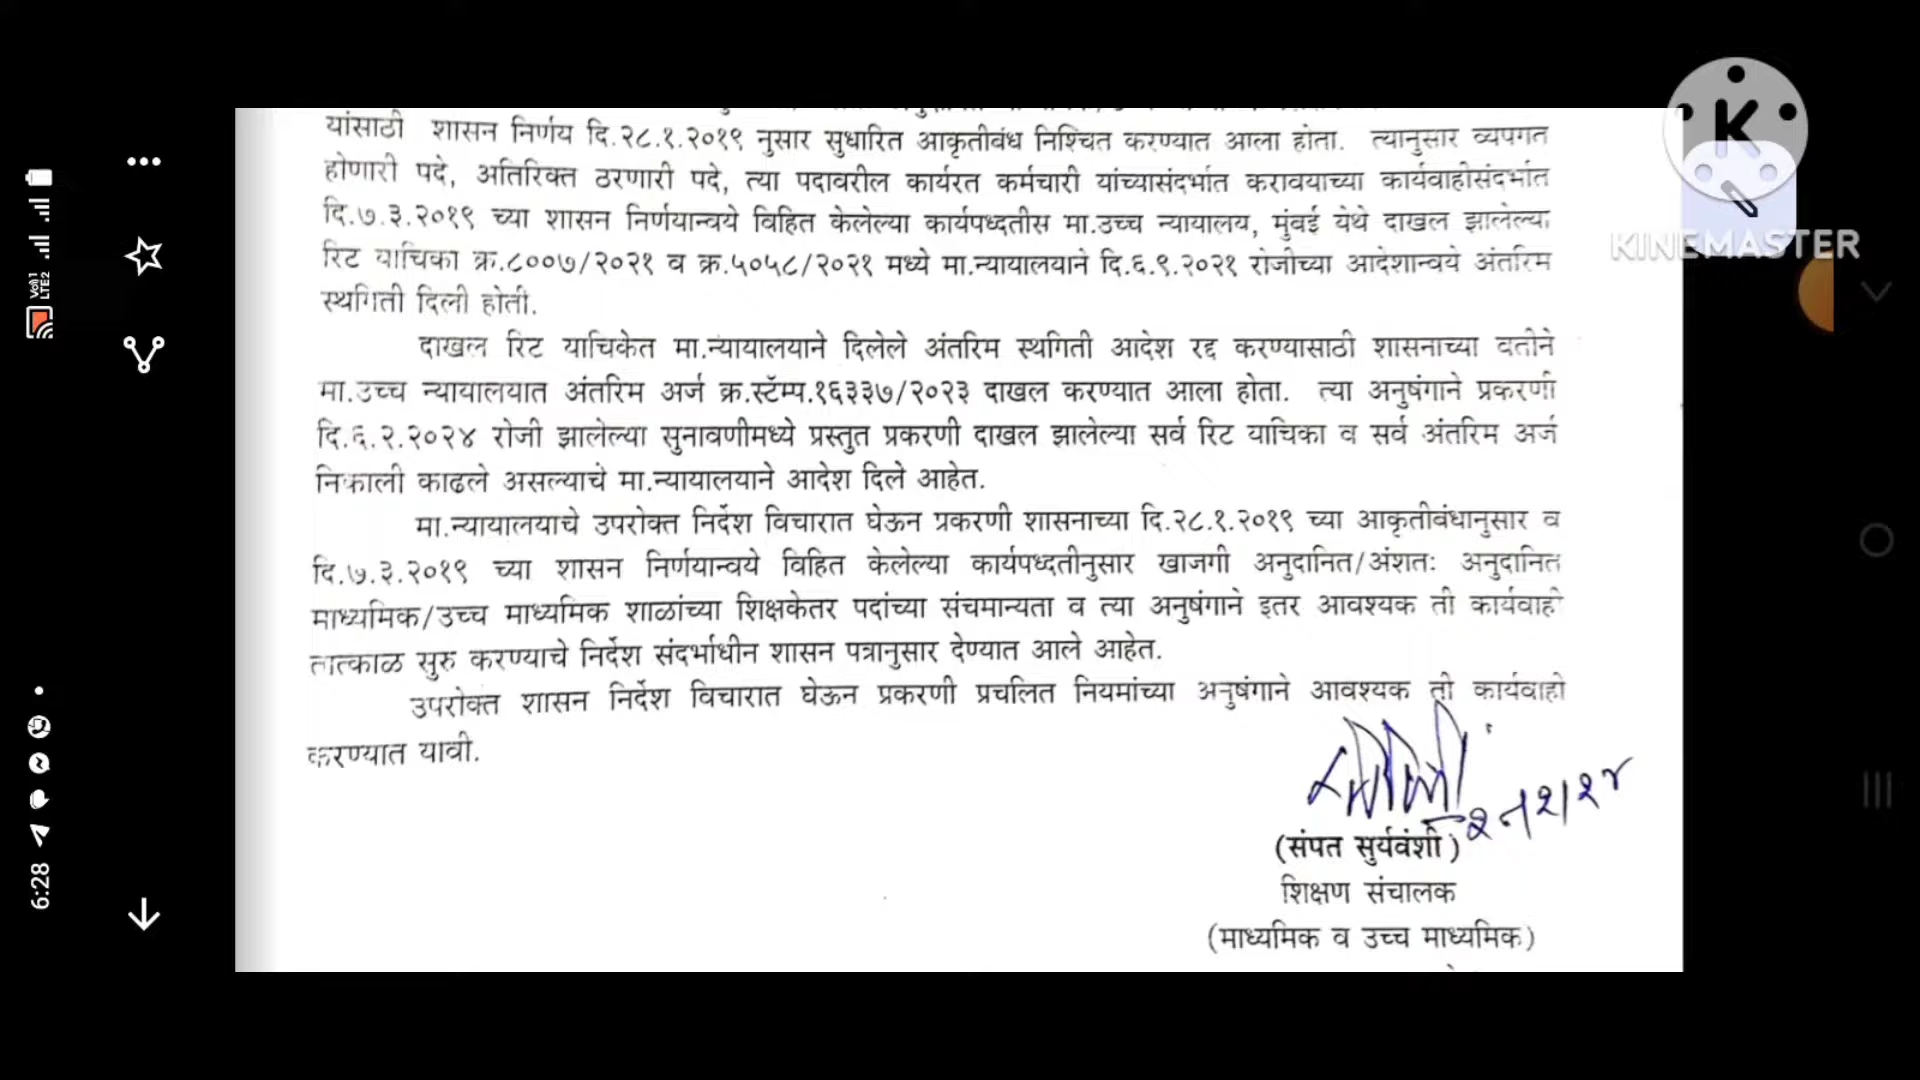 यांसाठी शासन निर्णय दि.२८.१.२०१९ नुसार सुधारित आकृतीबंध निश्चित करण्यात आला होता. त्यानुसार व्यपगत
होणारी पदे, अतिरिक्त ठरणारी पदे, त्या पदावरील कार्यरत कर्मचारी यांच्यासंदर्भात करावयाच्या कार्यवाहीसंदर्भात
दि.७.३.२०१९ च्या शासन निर्णयान्वये विहित केलेल्या कार्यपध्दतीस मा.उच्च न्यायालय, मुंबई येथे दाखल झालेल्या
रिट याचिका क्र.८००७/२०२१ व क्र.५०५८/२०२१ मध्ये मा.न्यायालयाने दि.६.९.२०२१ रोजीच्या आदेशान्वये अंतरिम
स्थगिती दिली होती.
दाखल रिट याचिकेत मा.न्यायालयाने दिलेले अंतरिम स्थगिती आदेश रद्द करण्यासाठी शासनाच्या वतीने
मा.उच्च न्यायालयात अंतरिम अर्ज क्र.स्टॅम्प.१६३३७/२०२३ दाखल करण्यात आला होता. त्या अनुषंगाने प्रकरणी
दि.६.२.२०२४ रोजी झालेल्या सुनावणीमध्ये प्रस्तुत प्रकरणी दाखल झालेल्या सर्व रिट याचिका व सर्व अंतरिम अर्ज
निकाली काढले असल्याचे मा.न्यायालयाने आदेश दिले आहेत.
मा.न्यायालयाचे उपरोक्त निर्देश विचारात घेऊन प्रकरणी शासनाच्या दि.२८.१.२०१९ च्या आकृतीबंधानुसार व
दि.७.३.२०१९ च्या शासन निर्णयान्वये विहित केलेल्या कार्यपध्दतीनुसार खाजगी अनुदानित/अंशतः अनुदानित
माध्यमिक/उच्च माध्यमिक शाळांच्या शिक्षकेतर पदांच्या संचमान्यता व त्या अनुषंगाने इतर आवश्यक ती कार्यवाही
तात्काळ सुरु करण्याचे निर्देश संदर्भाधीन शासन पत्रानुसार देण्यात आले आहेत.
उपरोक्त शासन निर्देश विचारात घेऊन प्रकरणी प्रचलित नियमांच्या अनुषंगाने आवश्यक ती कार्यवाही
करण्यात यावी.
(संपत सुर्यवंशी)
शिक्षण संचालक
(माध्यमिक व उच्च माध्यमिक)
KINEMASTER
6:28
LTE2